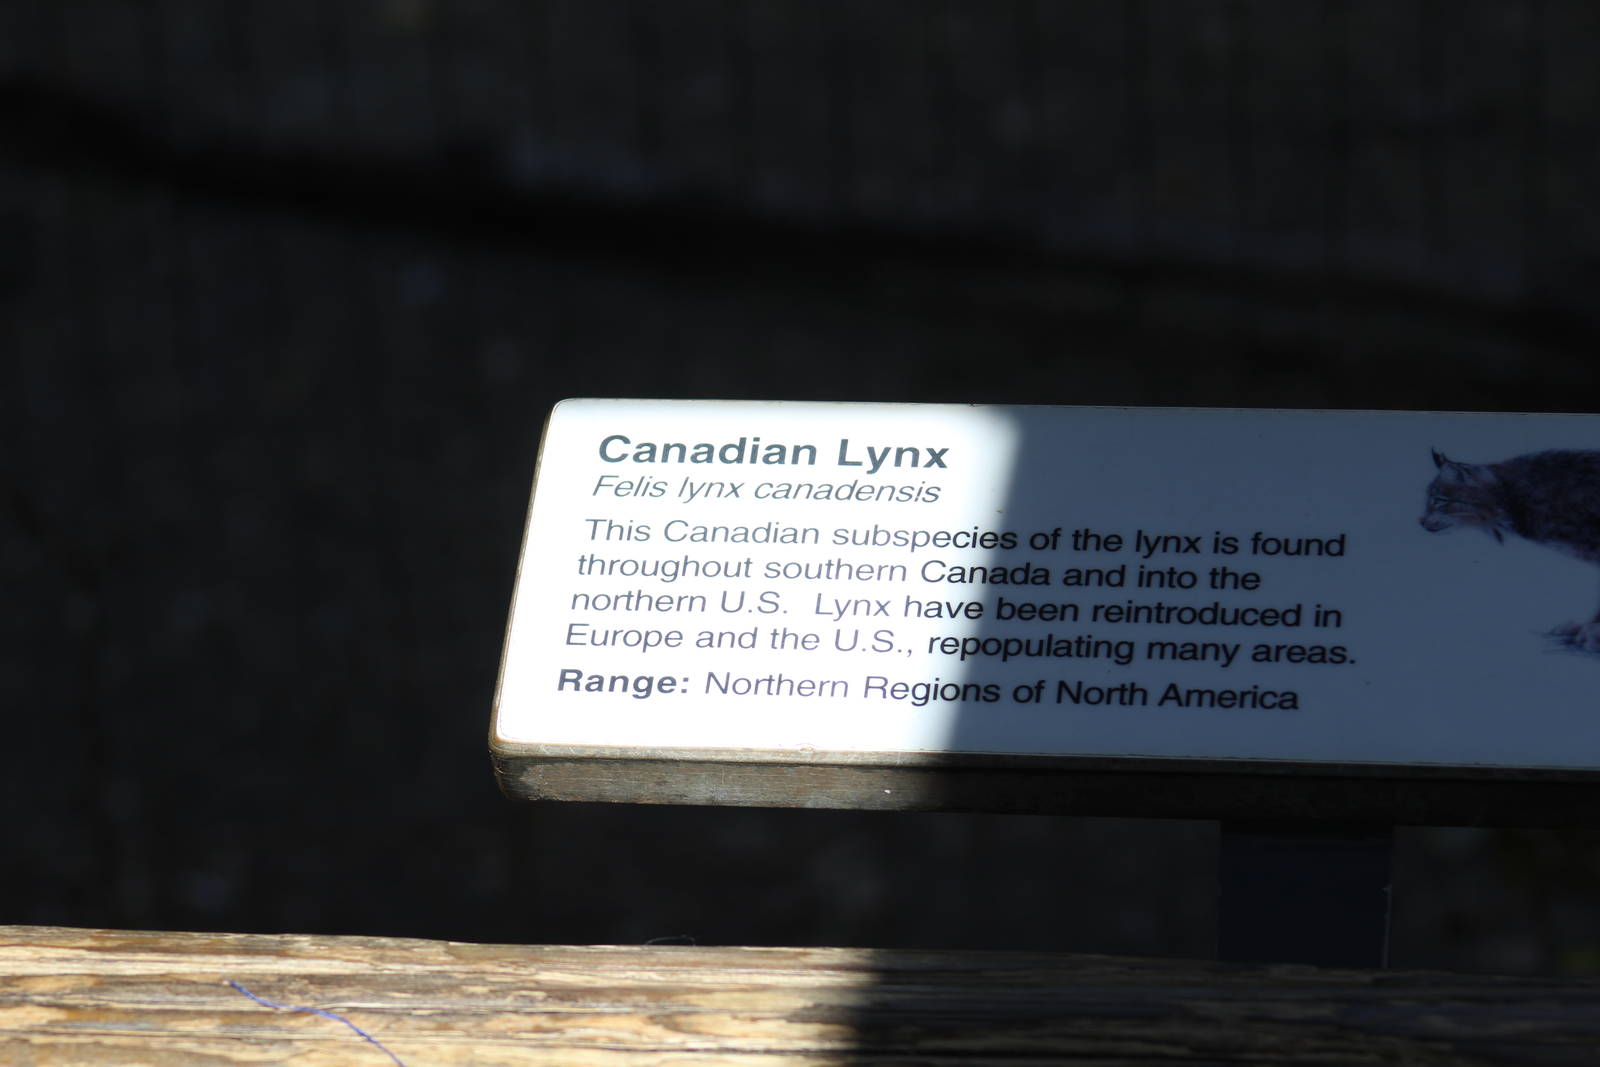 Canadian Lynx
Felis lynx canadensis
This Canadian subspecies of the lynx is found
throughout southern Canada and into the
northern U.S.  Lynx have been reintroduced in
Europe and the U.S., repopulating many areas.
Range: Northern Regions of North America